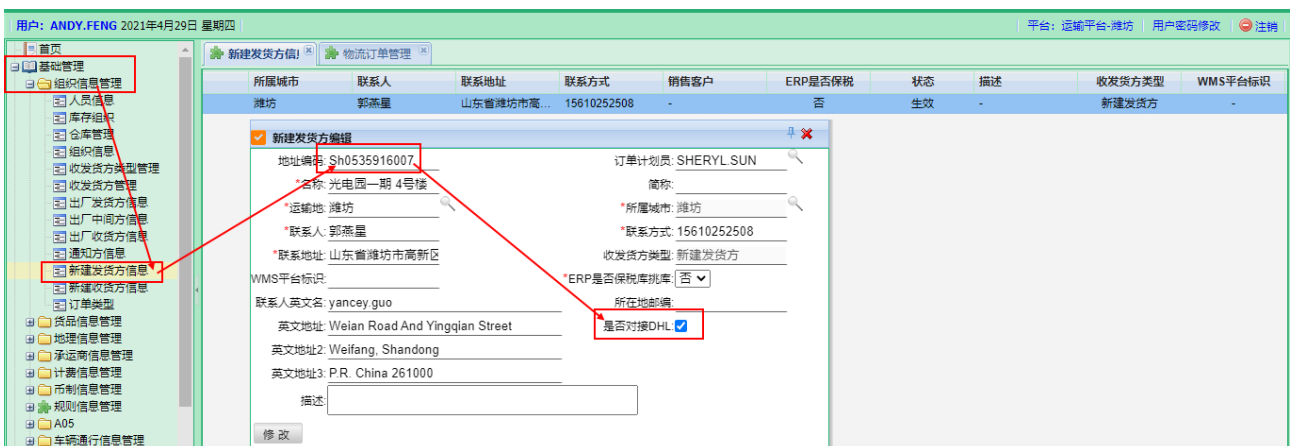 用户: ANDY.FENG 2021年4月29日 星期四
平台: 运输平台-潍坊 用户密码修改 注销
首页
基础管理
组织信息管理
人员信息
库存组织
仓库管理
组织信息
收发货方类型管理
收发货方管理
出厂发货方信息
出厂中间方信息
出厂收货方信息
通知方信息
新建发货方信息
新建收货方信息
订单类型
货品信息管理
地理信息管理
承运商信息管理
计费信息管理
币制信息管理
规则信息管理
A05
车辆通行信息管理
新建发货方信! 物流订单管理
所属城市 联系人 联系地址 联系方式 销售客户 ERP是否保税 状态 描述 收发货方类型 WMS平台标识
潍坊 郭燕星 山东省潍坊市高... 15610252508 - 否 生效 - 新建发货方 -
新建发货方编辑
地址编码: Sh0535916007 订单计划员: SHERYL.SUN
*名称: 光电园一期 4号楼 简称:
*运输地: 潍坊 *所属城市: 潍坊
*联系人: 郭燕星 *联系方式: 15610252508
*联系地址: 山东省潍坊市高新区 收发货方类型: 新建发货方
WMS平台标识: *ERP是否保税库挑库: 否
联系人英文名: yancey.guo 所在地邮编:
英文地址: Weian Road And Yingqian Street 是否对接DHL:
英文地址2: Weifang, Shandong
英文地址3: P.R. China 261000
描述:
修 改